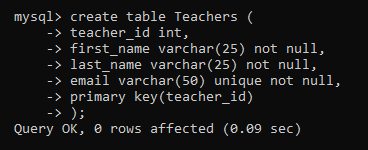 mysql> create table Teachers (
    -> teacher_id int,
    -> first_name varchar(25) not null,
    -> last_name varchar(25) not null,
    -> email varchar(50) unique not null,
    -> primary key(teacher_id)
    -> );
Query OK, 0 rows affected (0.09 sec)